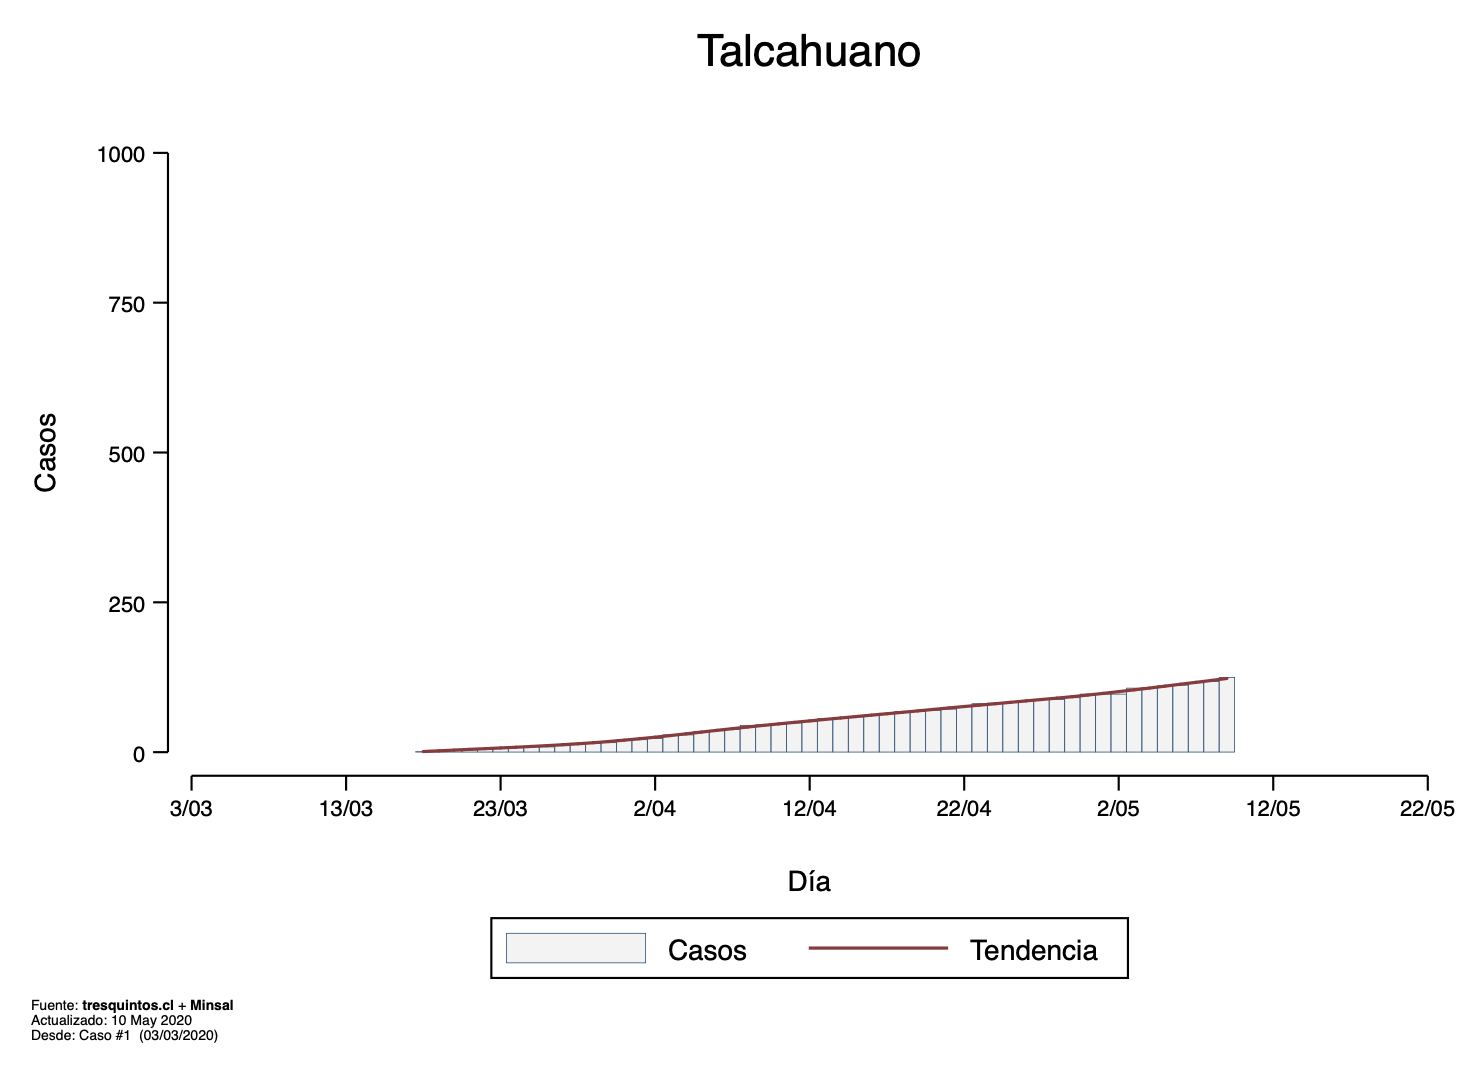 Talcahuano
1000
750
500
250
0
Casos
3/03
13/03
23/03
2/04
12/04
22/04
2/05
12/05
22/05
Día
Casos
Tendencia
Fuente: tresquintos.cl + Minsal
Actualizado: 10 May 2020
Desde: Caso #1 (03/03/2020)